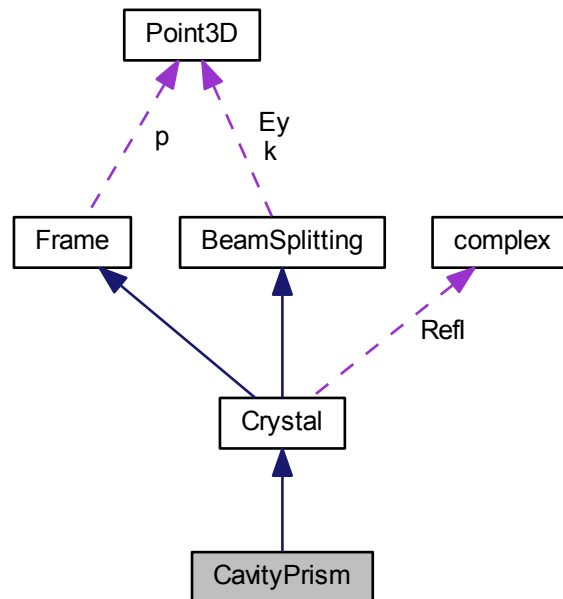 Point3D
p
Ey
k
Frame
BeamSplitting
complex
Refl
Crystal
CavityPrism